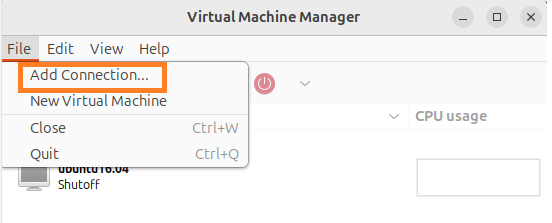 Virtual Machine Manager
File Edit View Help
Add Connection...
New Virtual Machine
Close Ctrl+W
Quit Ctrl+Q
CPU usage
ubuntu16.04
Shutoff